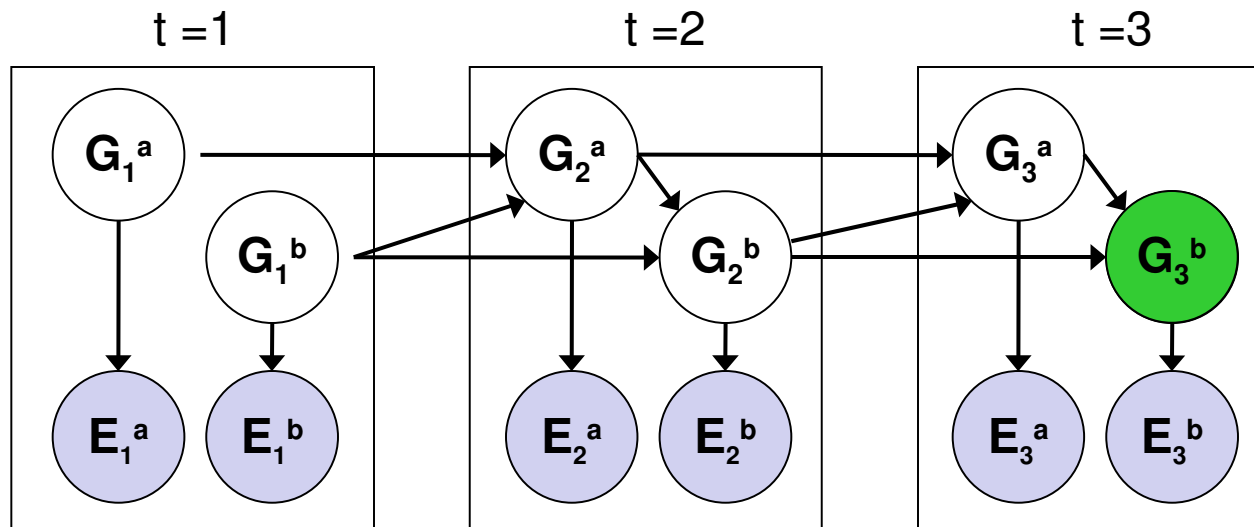 t =1 t =2 t =3
G₁ᵃ G₂ᵃ G₃ᵃ
G₁ᵇ G₂ᵇ G₃ᵇ
E₁ᵃ E₁ᵇ E₂ᵃ E₂ᵇ E₃ᵃ E₃ᵇ